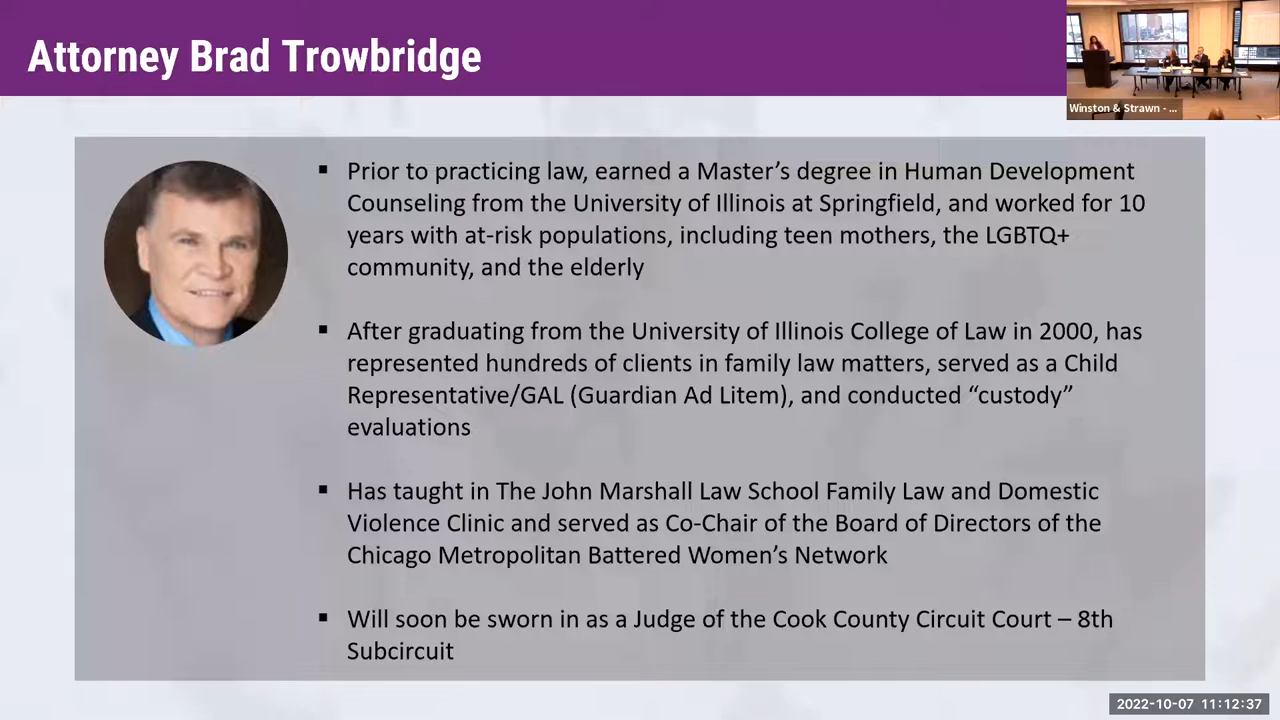 Attorney Brad Trowbridge
Winston & Strawn - ...
▪ Prior to practicing law, earned a Master’s degree in Human Development
Counseling from the University of Illinois at Springfield, and worked for 10
years with at-risk populations, including teen mothers, the LGBTQ+
community, and the elderly
▪ After graduating from the University of Illinois College of Law in 2000, has
represented hundreds of clients in family law matters, served as a Child
Representative/GAL (Guardian Ad Litem), and conducted “custody”
evaluations
▪ Has taught in The John Marshall Law School Family Law and Domestic
Violence Clinic and served as Co-Chair of the Board of Directors of the
Chicago Metropolitan Battered Women’s Network
▪ Will soon be sworn in as a Judge of the Cook County Circuit Court – 8th
Subcircuit
2022-10-07 11:12:37